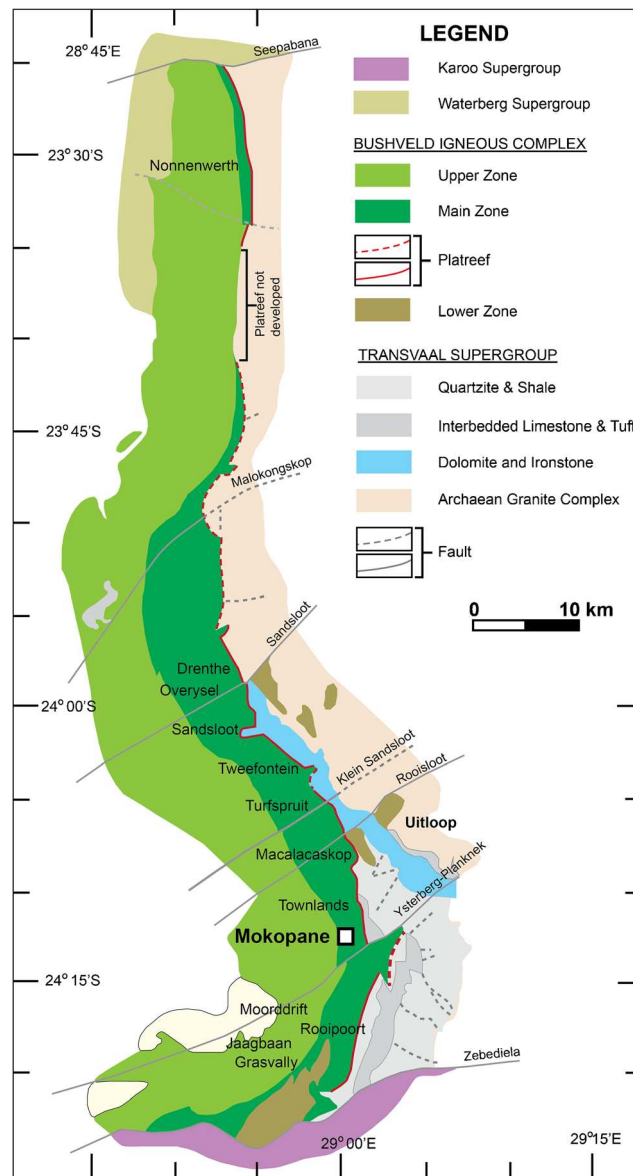 28°45'E
Seepabana
23°30'S
Nonnenwerth
Platreef not
developed
23°45'S
Malokongskop
Sandsloot
Drenthe
24°00'S
Overysel
Sandsloot
Tweefontein
Klein Sandsloot
Rooisloot
Turfspruit
Uitloop
Macalacaskop
Ysterberg-Planknek
Townlands
Mokopane
24°15'S
Moorddrift
Rooipoort
Jaagbaan
Grasvally
Zebediela
29°00'E
29°15'E
LEGEND
Karoo Supergroup
Waterberg Supergroup
BUSHVELD IGNEOUS COMPLEX
Upper Zone
Main Zone
Platreef
Lower Zone
TRANSVAAL SUPERGROUP
Quartzite & Shale
Interbedded Limestone & Tuff
Dolomite and Ironstone
Archaean Granite Complex
Fault
0 10 km